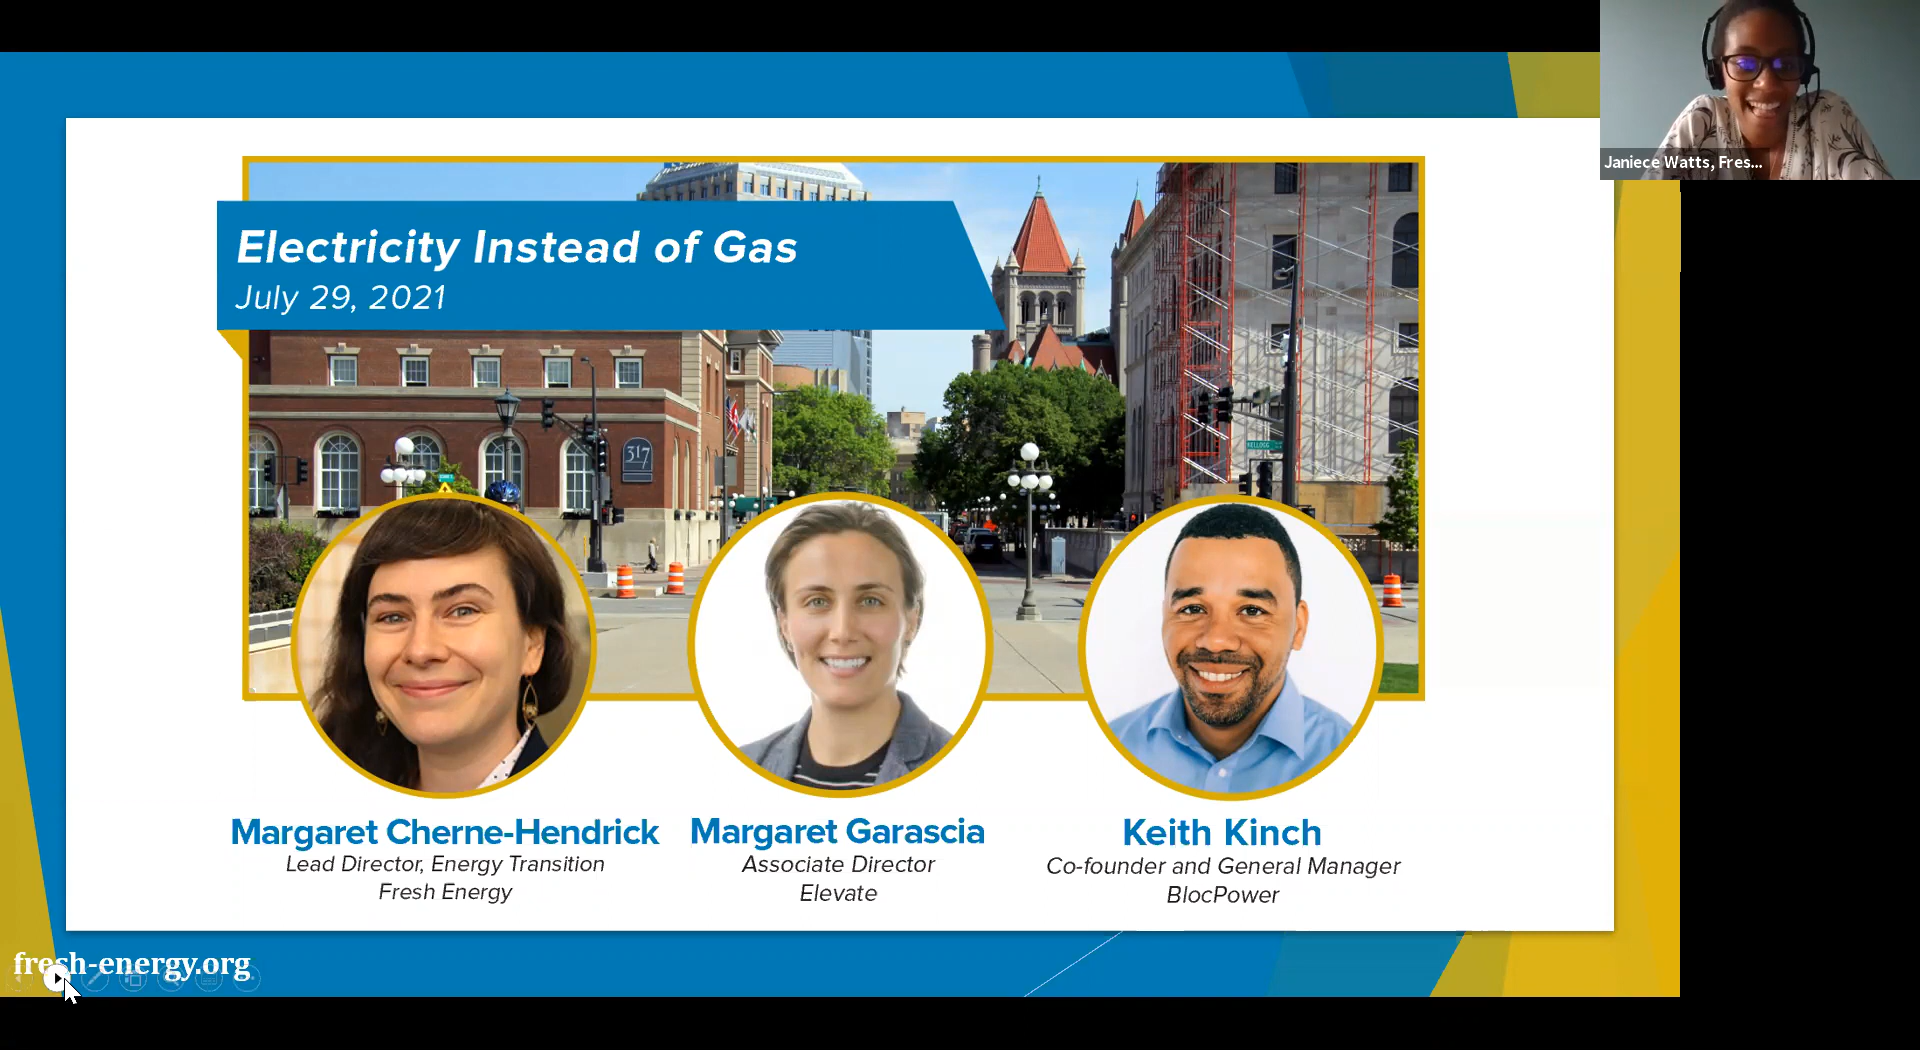 Janiece Watts, Fres...
Electricity Instead of Gas
July 29, 2021
317
KELLOGG
Margaret Cherne-Hendrick
Lead Director, Energy Transition
Fresh Energy
Margaret Garascia
Associate Director
Elevate
Keith Kinch
Co-founder and General Manager
BlocPower
fresh-energy.org